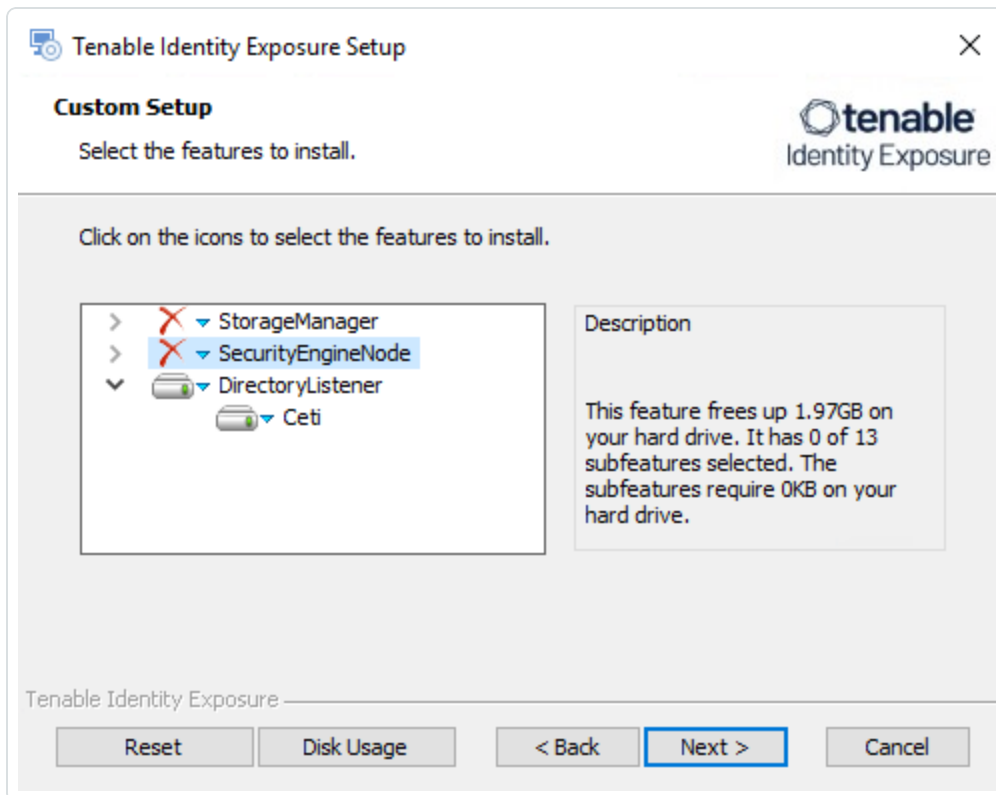 Tenable Identity Exposure Setup
Custom Setup
Select the features to install.
tenable
Identity Exposure
Click on the icons to select the features to install.
StorageManager
SecurityEngineNode
DirectoryListener
Ceti
Description
This feature frees up 1.97GB on
your hard drive. It has 0 of 13
subfeatures selected. The
subfeatures require 0KB on your
hard drive.
Tenable Identity Exposure
Reset
Disk Usage
< Back
Next >
Cancel